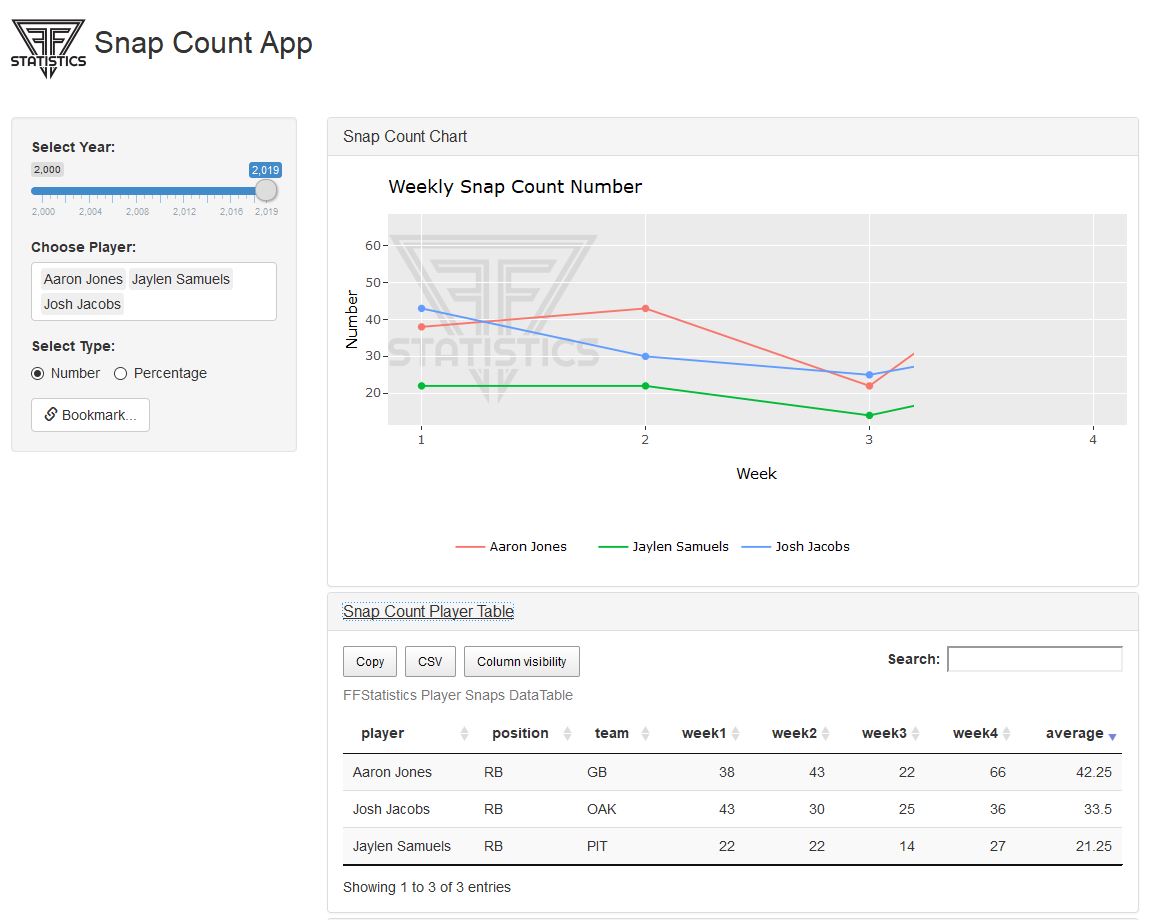 FF
STATISTICS
Snap Count App
Select Year:
2,000 2,019
2,000 2,004 2,008 2,012 2,016 2,019
Choose Player:
Aaron Jones Jaylen Samuels
Josh Jacobs
Select Type:
Number Percentage
Bookmark...
Snap Count Chart
Weekly Snap Count Number
FF
STATISTICS
Number
60
50
40
30
20
1 2 3 4
Week
Aaron Jones Jaylen Samuels Josh Jacobs
Snap Count Player Table
Copy CSV Column visibility Search:
FFStatistics Player Snaps DataTable
player position team week1 week2 week3 week4 average
Aaron Jones RB GB 38 43 22 66 42.25
Josh Jacobs RB OAK 43 30 25 36 33.5
Jaylen Samuels RB PIT 22 22 14 27 21.25
Showing 1 to 3 of 3 entries